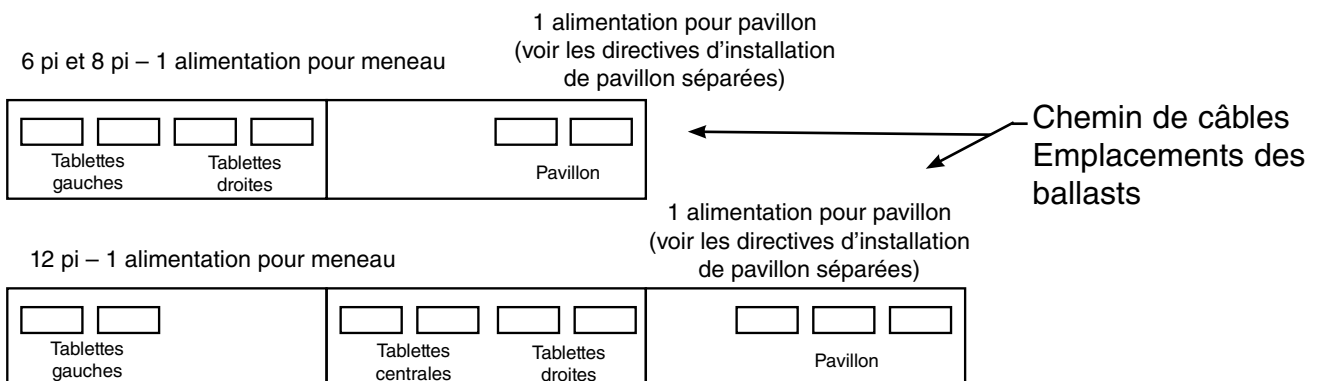 1 alimentation pour pavillon
(voir les directives d'installation
de pavillon séparées)
6 pi et 8 pi – 1 alimentation pour meneau
Tablettes
gauches
Tablettes
droites
Pavillon
Chemin de câbles
Emplacements des
ballasts
1 alimentation pour pavillon
(voir les directives d'installation
de pavillon séparées)
12 pi – 1 alimentation pour meneau
Tablettes
gauches
Tablettes
centrales
Tablettes
droites
Pavillon